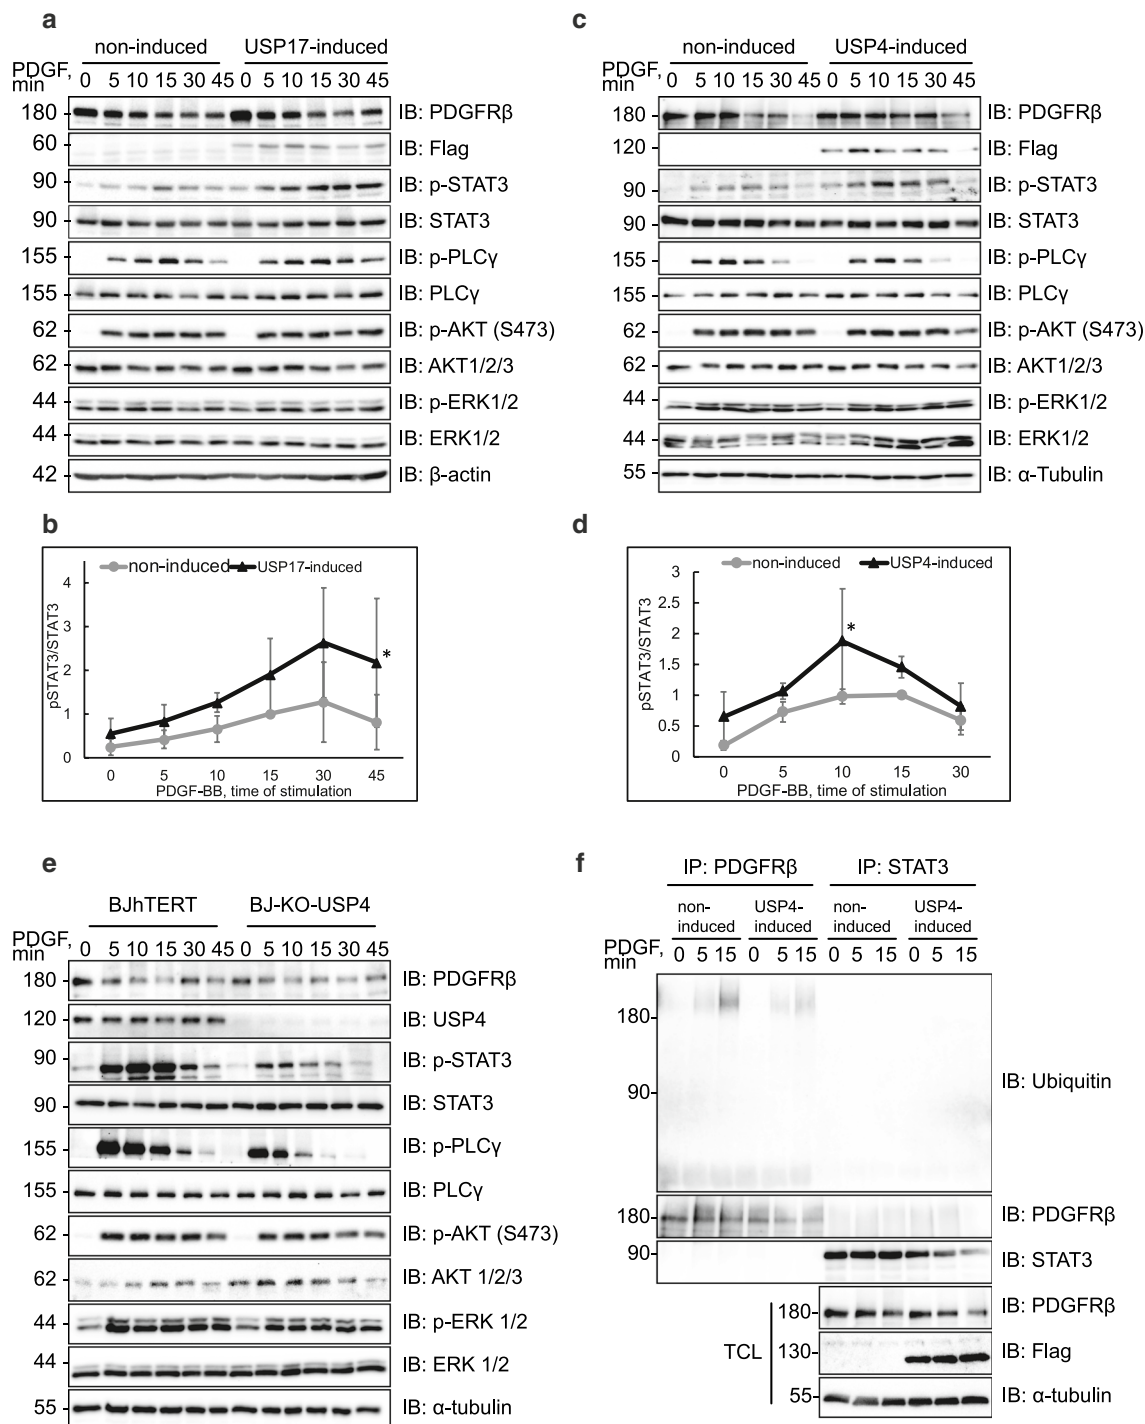 a
non-induced USP17-induced
PDGF, min 0 5 10 15 30 45 0 5 10 15 30 45
180 IB: PDGFRβ
60 IB: Flag
90 IB: p-STAT3
90 IB: STAT3
155 IB: p-PLCγ
155 IB: PLCγ
62 IB: p-AKT (S473)
62 IB: AKT1/2/3
44 IB: p-ERK1/2
44 IB: ERK1/2
42 IB: β-actin
c
non-induced USP4-induced
PDGF, min 0 5 10 15 30 45 0 5 10 15 30 45
180 IB: PDGFRβ
120 IB: Flag
90 IB: p-STAT3
90 IB: STAT3
155 IB: p-PLCγ
155 IB: PLCγ
62 IB: p-AKT (S473)
62 IB: AKT1/2/3
44 IB: p-ERK1/2
44 IB: ERK1/2
55 IB: α-Tubulin
b
non-induced USP17-induced
pSTAT3/STAT3
4
3
2
1
0
*
0 5 10 15 30 45
PDGF-BB, time of stimulation
d
non-induced USP4-induced
pSTAT3/STAT3
3
2.5
2
1.5
1
0.5
0
*
0 5 10 15 30
PDGF-BB, time of stimulation
e
BJhTERT BJ-KO-USP4
PDGF, min 0 5 10 15 30 45 0 5 10 15 30 45
180 IB: PDGFRβ
120 IB: USP4
90 IB: p-STAT3
90 IB: STAT3
155 IB: p-PLCγ
155 IB: PLCγ
62 IB: p-AKT (S473)
62 IB: AKT 1/2/3
44 IB: p-ERK 1/2
44 IB: ERK 1/2
55 IB: α-tubulin
f
IP: PDGFRβ IP: STAT3
non-induced USP4-induced non-induced USP4-induced
PDGF, min 0 5 15 0 5 15 0 5 15 0 5 15
180
90
IB: Ubiquitin
180 IB: PDGFRβ
90 IB: STAT3
TCL
180 IB: PDGFRβ
130 IB: Flag
55 IB: α-tubulin